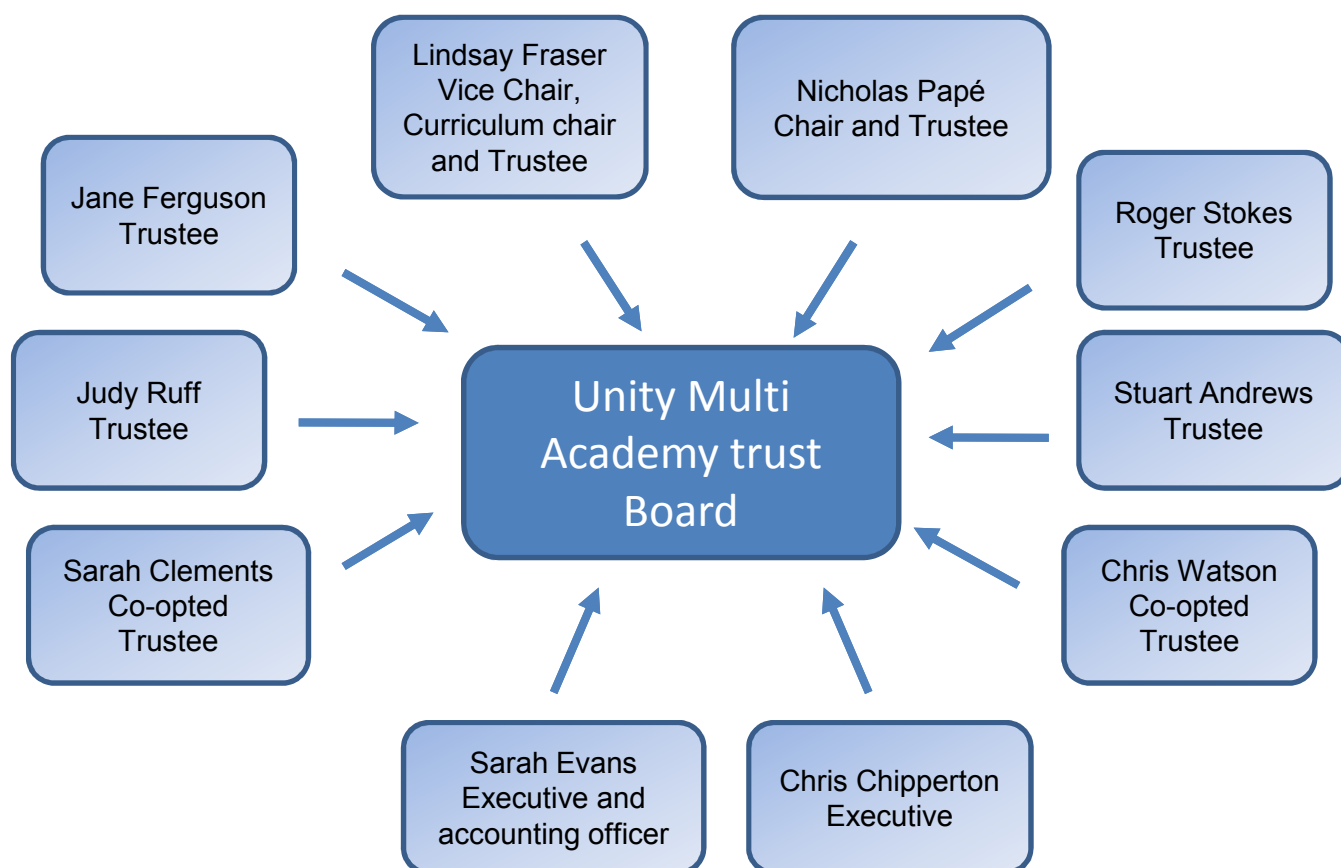 Lindsay Fraser
Vice Chair,
Curriculum chair
and Trustee
Nicholas Papé
Chair and Trustee
Jane Ferguson
Trustee
Roger Stokes
Trustee
Judy Ruff
Trustee
Unity Multi
Academy trust
Board
Stuart Andrews
Trustee
Sarah Clements
Co-opted
Trustee
Chris Watson
Co-opted
Trustee
Sarah Evans
Executive and
accounting officer
Chris Chipperton
Executive